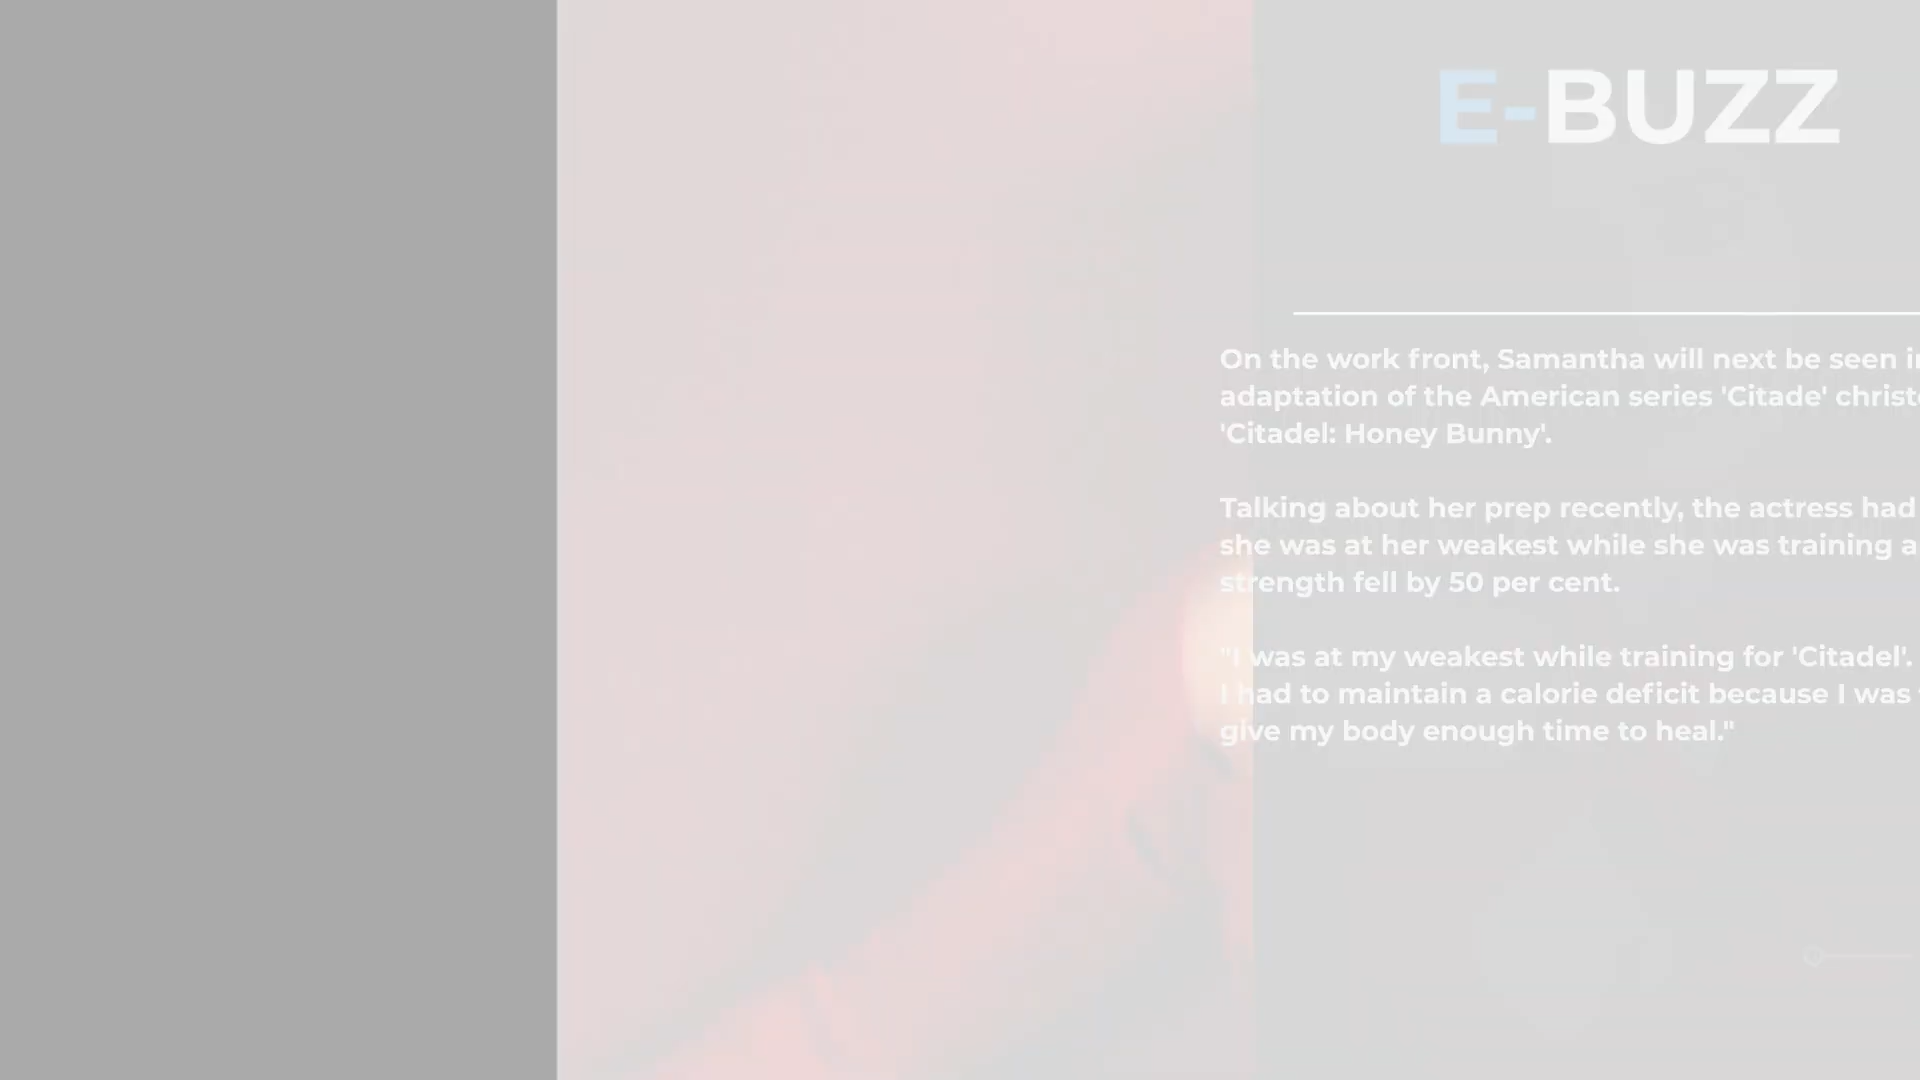 E-BUZZ
On the work front, Samantha will next be seen
adaptation of the American series 'Citade'
'Citadel: Honey Bunny'.
Talking about her prep recently, the actress had
she was at her weakest while she was training
strength fell by 50 per cent.
"I was at my weakest while training for 'Citadel'.
I had to maintain a calorie deficit because I was
give my body enough time to heal."